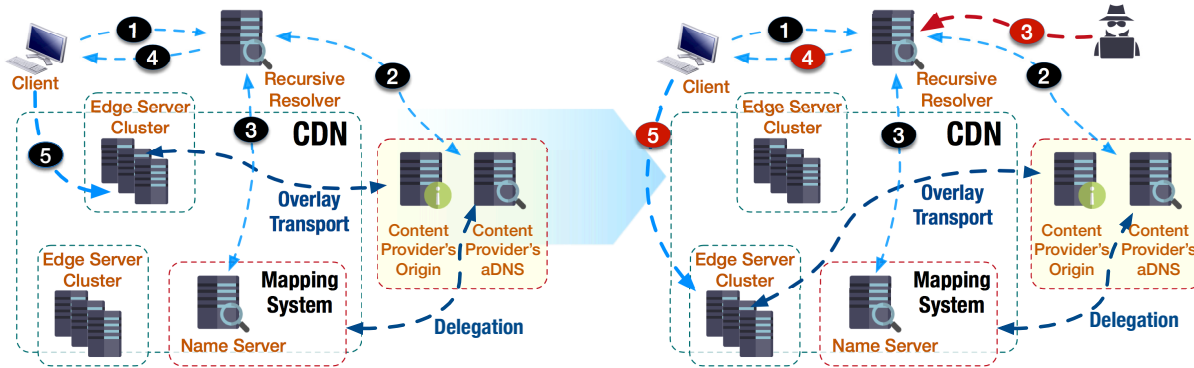 1
4
Client
Recursive
Resolver
2
3
Edge Server
Cluster
CDN
5
Overlay
Transport
i
Content
Provider's
Origin
Content
Provider's
aDNS
Edge Server
Cluster
Mapping
System
Name Server
Delegation
1
4
Client
Recursive
Resolver
3
2
3
Edge Server
Cluster
CDN
5
Overlay
Transport
i
Content
Provider's
Origin
Content
Provider's
aDNS
Edge Server
Cluster
Mapping
System
Name Server
Delegation